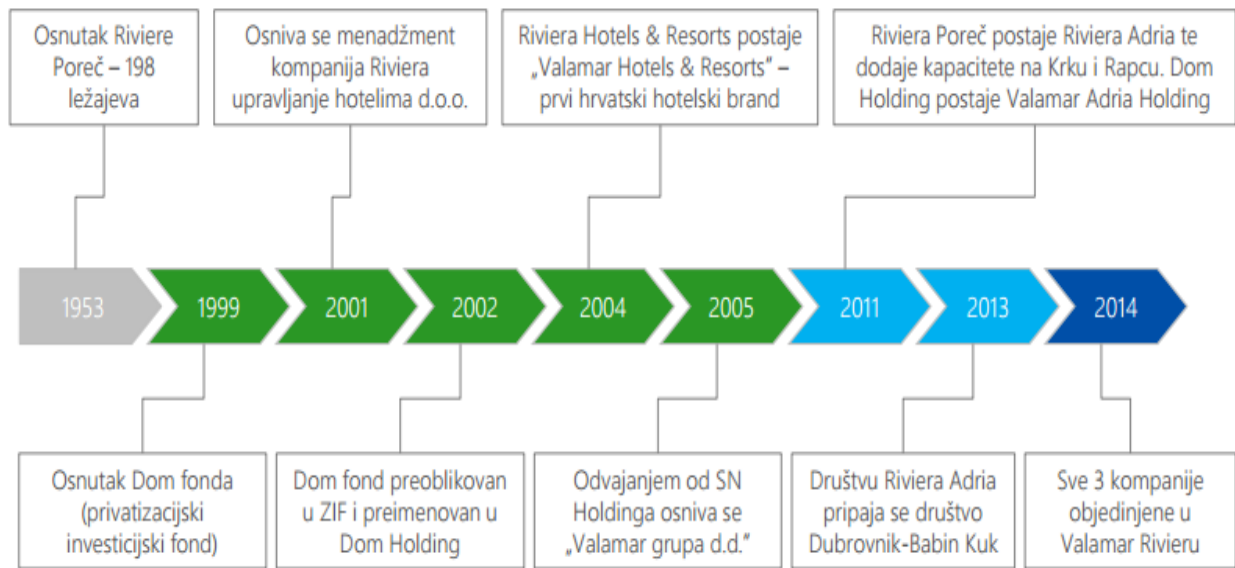 Osnutak Riviere
Poreč – 198
ležajeva
Osniva se menadžment
kompanija Riviera
upravljanje hotelima d.o.o.
Riviera Hotels & Resorts postaje
„Valamar Hotels & Resorts” –
prvi hrvatski hotelski brand
Riviera Poreč postaje Riviera Adria te
dodaje kapacitete na Krku i Rapcu. Dom
Holding postaje Valamar Adria Holding
1953
1999
2001
2002
2004
2005
2011
2013
2014
Osnutak Dom fonda
(privatizacijski
investicijski fond)
Dom fond preoblikovan
u ZIF i preimenovan u
Dom Holding
Odvajanjem od SN
Holdinga osniva se
„Valamar grupa d.d.”
Društvu Riviera Adria
pripaja se društvo
Dubrovnik-Babin Kuk
Sve 3 kompanije
objedinjene u
Valamar Rivieru